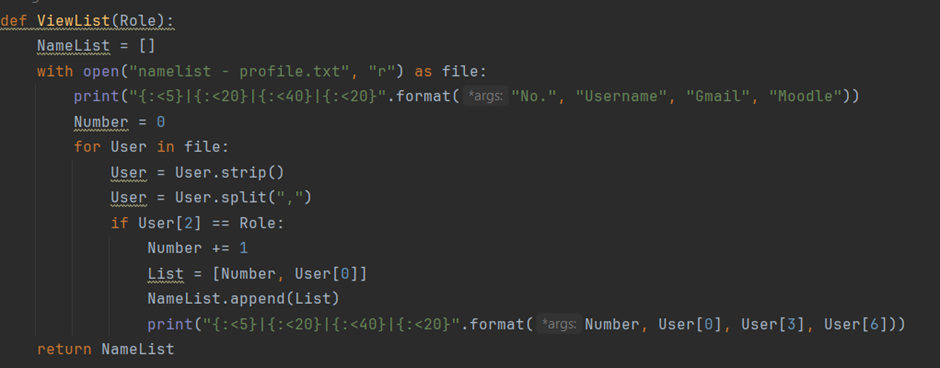 def ViewList(Role):
    NameList = []
    with open("namelist - profile.txt", "r") as file:
        print("{:<5}|{:<20}|{:<40}|{:<20}".format( *args: "No.", "Username", "Gmail", "Moodle"))
        Number = 0
        for User in file:
            User = User.strip()
            User = User.split(",")
            if User[2] == Role:
                Number += 1
                List = [Number, User[0]]
                NameList.append(List)
                print("{:<5}|{:<20}|{:<40}|{:<20}".format( *args: Number, User[0], User[3], User[6]))
    return NameList